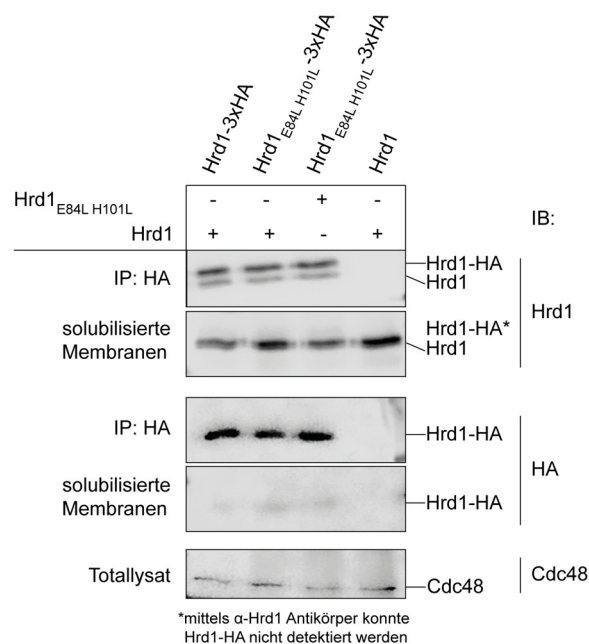 Hrd1-3xHA
Hrd1E84L H101L-3xHA
Hrd1E84L H101L-3xHA
Hrd1
Hrd1E84L H101L - - + -
IB:
Hrd1 + + - +
IP: HA
Hrd1-HA
Hrd1
Hrd1
solubilisierte
Membranen
Hrd1-HA*
Hrd1
IP: HA
Hrd1-HA
HA
solubilisierte
Membranen
Hrd1-HA
Totallysat
Cdc48
Cdc48
*mittels α-Hrd1 Antikörper konnte
Hrd1-HA nicht detektiert werden